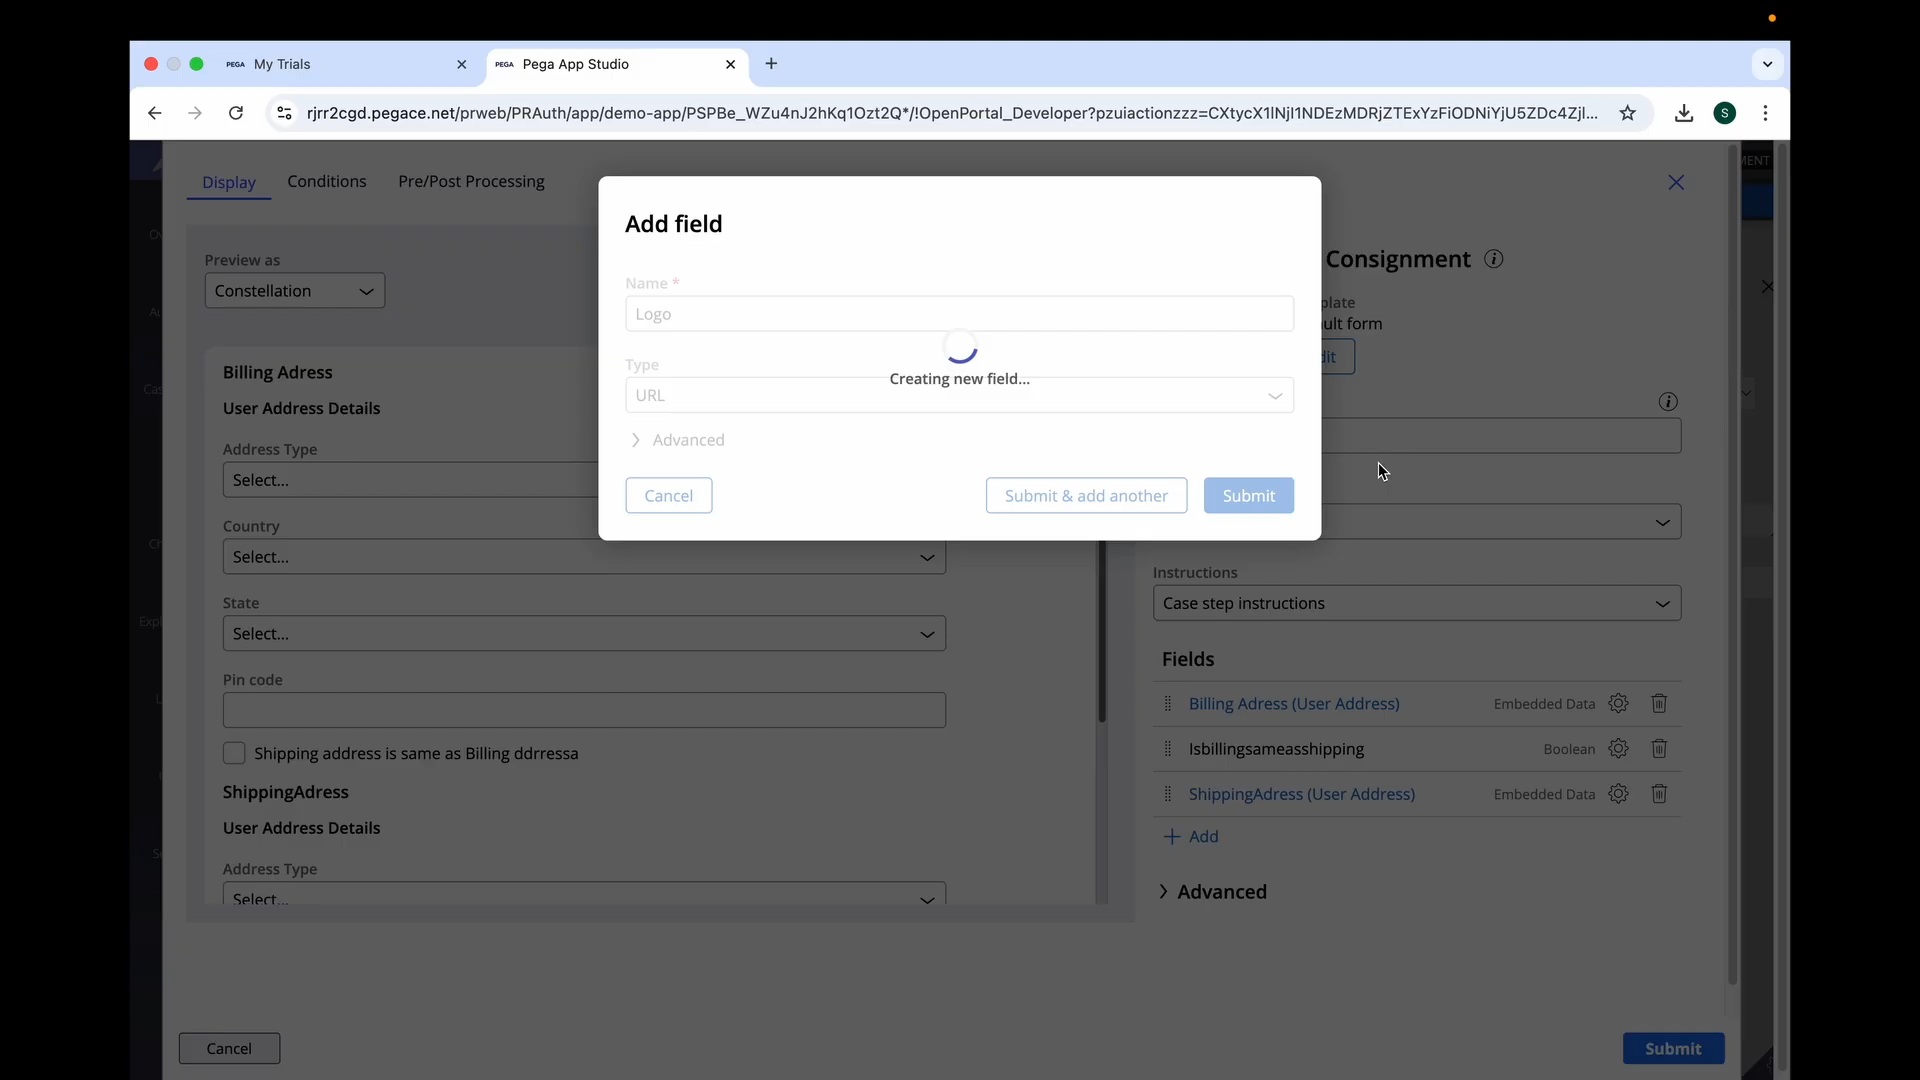 PEGA My Trials
PEGA Pega App Studio
rjrr2cgd.pegace.net/prweb/PRAuth/app/demo-app/PSPBe_WZu4nJ2hKq1Ozt2Q*/!OpenPortal_Developer?pzuiactionzzz=CXtycX1lNjI1NDEzMDRjZTExYzFiODNiYjU5ZDc4Zjl...
S
Display Conditions Pre/Post Processing
Preview as
Constellation
Billing Adress
User Address Details
Address Type
Select...
Country
Select...
State
Select...
Pin code
Shipping address is same as Billing ddrressa
ShippingAdress
User Address Details
Address Type
Select...
Add field
Name *
Logo
Creating new field...
Type
URL
Advanced
Cancel Submit & add another Submit
Consignment
plate
ult form
dit
Instructions
Case step instructions
Fields
Billing Adress (User Address) Embedded Data
Isbillingsameasshipping Boolean
ShippingAdress (User Address) Embedded Data
Add
Advanced
Cancel Submit